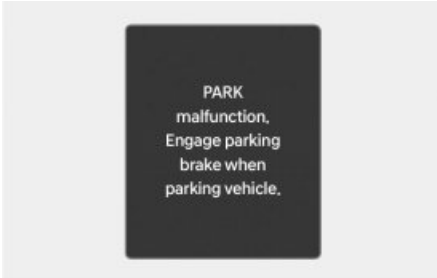 PARK
malfunction.
Engage parking
brake when
parking vehicle.